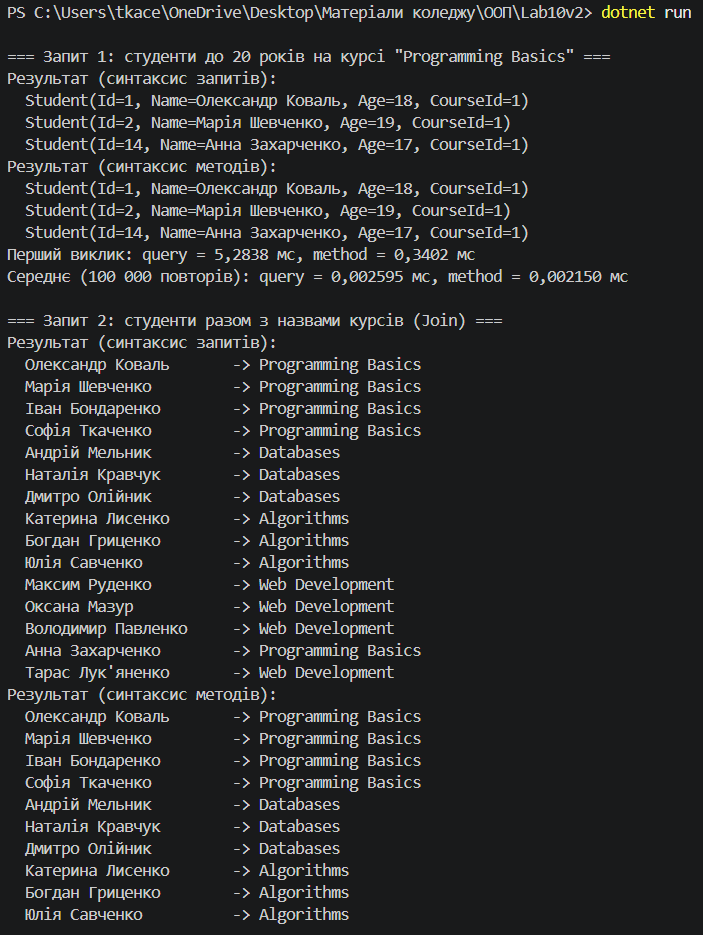 PS C:\Users\tkace\OneDrive\Desktop\Матеріали коледжу\ООП\Lab10v2> dotnet run
=== Запит 1: студенти до 20 років на курсі "Programming Basics" ===
Результат (синтаксис запитів):
Student(Id=1, Name=Олександр Коваль, Age=18, CourseId=1)
Student(Id=2, Name=Марія Шевченко, Age=19, CourseId=1)
Student(Id=14, Name=Анна Захарченко, Age=17, CourseId=1)
Результат (синтаксис методів):
Student(Id=1, Name=Олександр Коваль, Age=18, CourseId=1)
Student(Id=2, Name=Марія Шевченко, Age=19, CourseId=1)
Student(Id=14, Name=Анна Захарченко, Age=17, CourseId=1)
Перший виклик: query = 5,2838 мс, method = 0,3402 мс
Середнє (100 000 повторів): query = 0,002595 мс, method = 0,002150 мс
=== Запит 2: студенти разом з назвами курсів (Join) ===
Результат (синтаксис запитів):
Олександр Коваль -> Programming Basics
Марія Шевченко -> Programming Basics
Іван Бондаренко -> Programming Basics
Софія Ткаченко -> Programming Basics
Андрій Мельник -> Databases
Наталія Кравчук -> Databases
Дмитро Олійник -> Databases
Катерина Лисенко -> Algorithms
Богдан Гриценко -> Algorithms
Юлія Савченко -> Algorithms
Максим Руденко -> Web Development
Оксана Мазур -> Web Development
Володимир Павленко -> Web Development
Анна Захарченко -> Programming Basics
Тарас Лук'яненко -> Web Development
Результат (синтаксис методів):
Олександр Коваль -> Programming Basics
Марія Шевченко -> Programming Basics
Іван Бондаренко -> Programming Basics
Софія Ткаченко -> Programming Basics
Андрій Мельник -> Databases
Наталія Кравчук -> Databases
Дмитро Олійник -> Databases
Катерина Лисенко -> Algorithms
Богдан Гриценко -> Algorithms
Юлія Савченко -> Algorithms